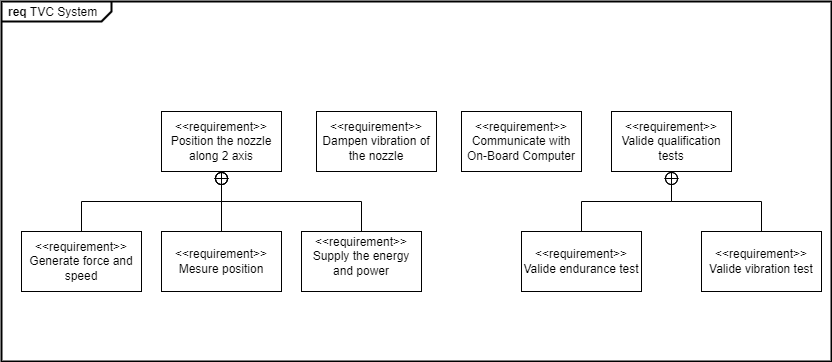 req TVC System
<<requirement>>
Position the nozzle
along 2 axis
<<requirement>>
Dampen vibration of
the nozzle
<<requirement>>
Communicate with
On-Board Computer
<<requirement>>
Valide qualification
tests
<<requirement>>
Generate force and
speed
<<requirement>>
Mesure position
<<requirement>>
Supply the energy
and power
<<requirement>>
Valide endurance test
<<requirement>>
Valide vibration test